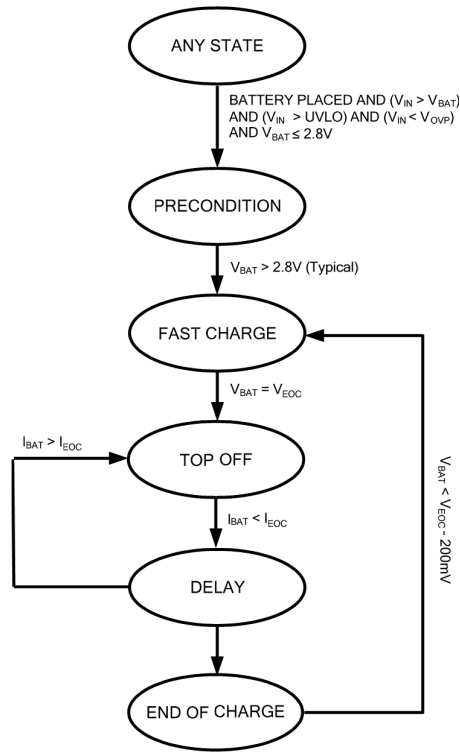 ANY STATE
BATTERY PLACED AND (VIN > VBAT)
AND (VIN > UVLO) AND (VIN < VOVP)
AND VBAT ≤ 2.8V
PRECONDITION
VBAT > 2.8V (Typical)
FAST CHARGE
VBAT = VEOC
IBAT > IEOC
TOP OFF
IBAT < IEOC
VBAT < VEOC - 200mV
DELAY
END OF CHARGE